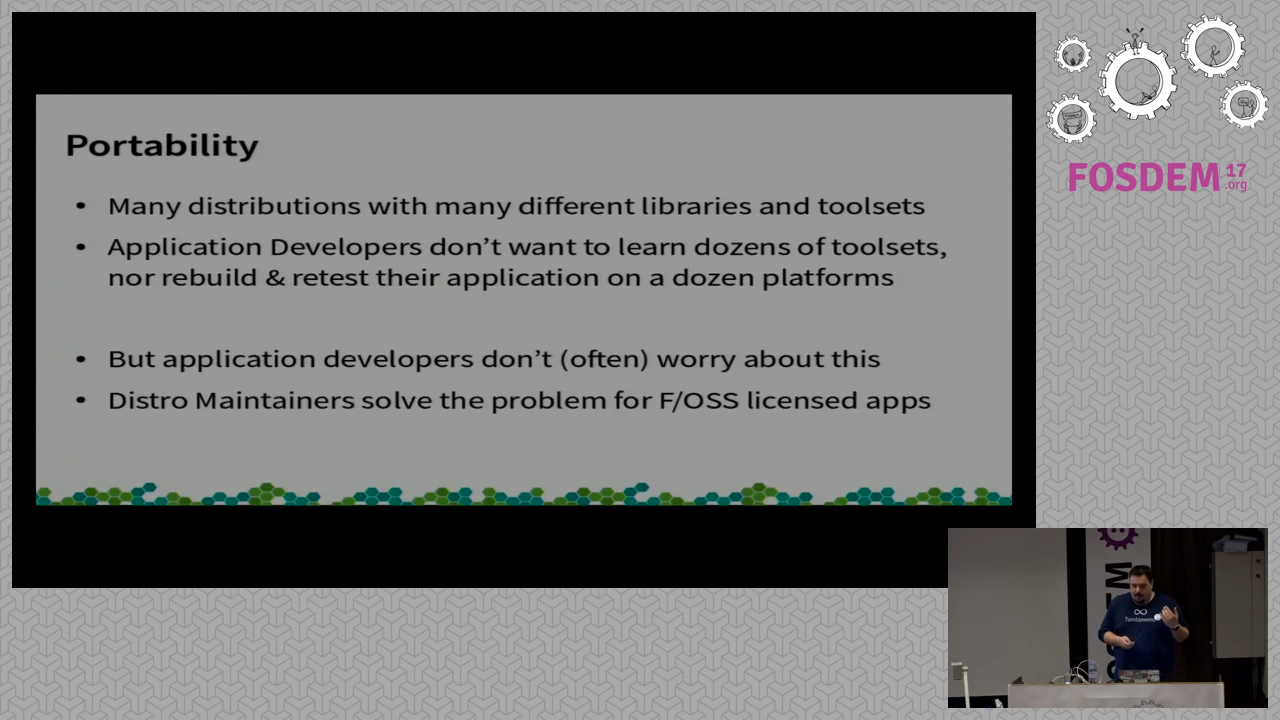 Portability
• Many distributions with many different libraries and toolsets
• Application Developers don’t want to learn dozens of toolsets,
nor rebuild & retest their application on a dozen platforms
• But application developers don’t (often) worry about this
• Distro Maintainers solve the problem for F/OSS licensed apps
FOSDEM 17
.org
Tumbleweed